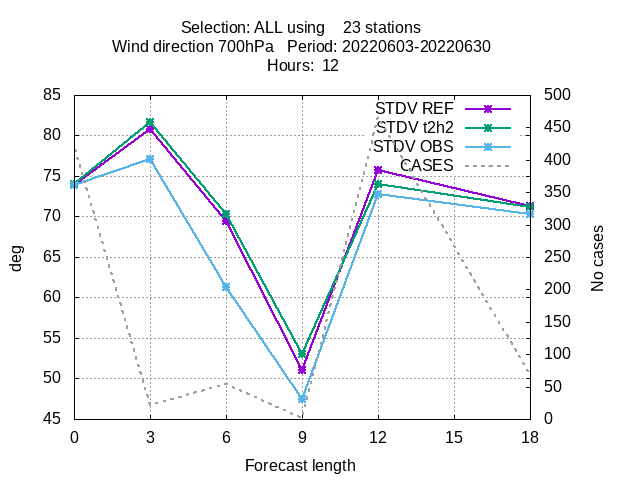 Selection: ALL using    23 stations
Wind direction 700hPa   Period: 20220603-20220630
Hours:  12
85
80
75
70
65
60
55
50
45
deg
STDV REF
STDV t2h2
STDV OBS
CASES
500
450
400
350
300
250
200
150
100
50
0
No cases
0 3 6 9 12 15 18
Forecast length